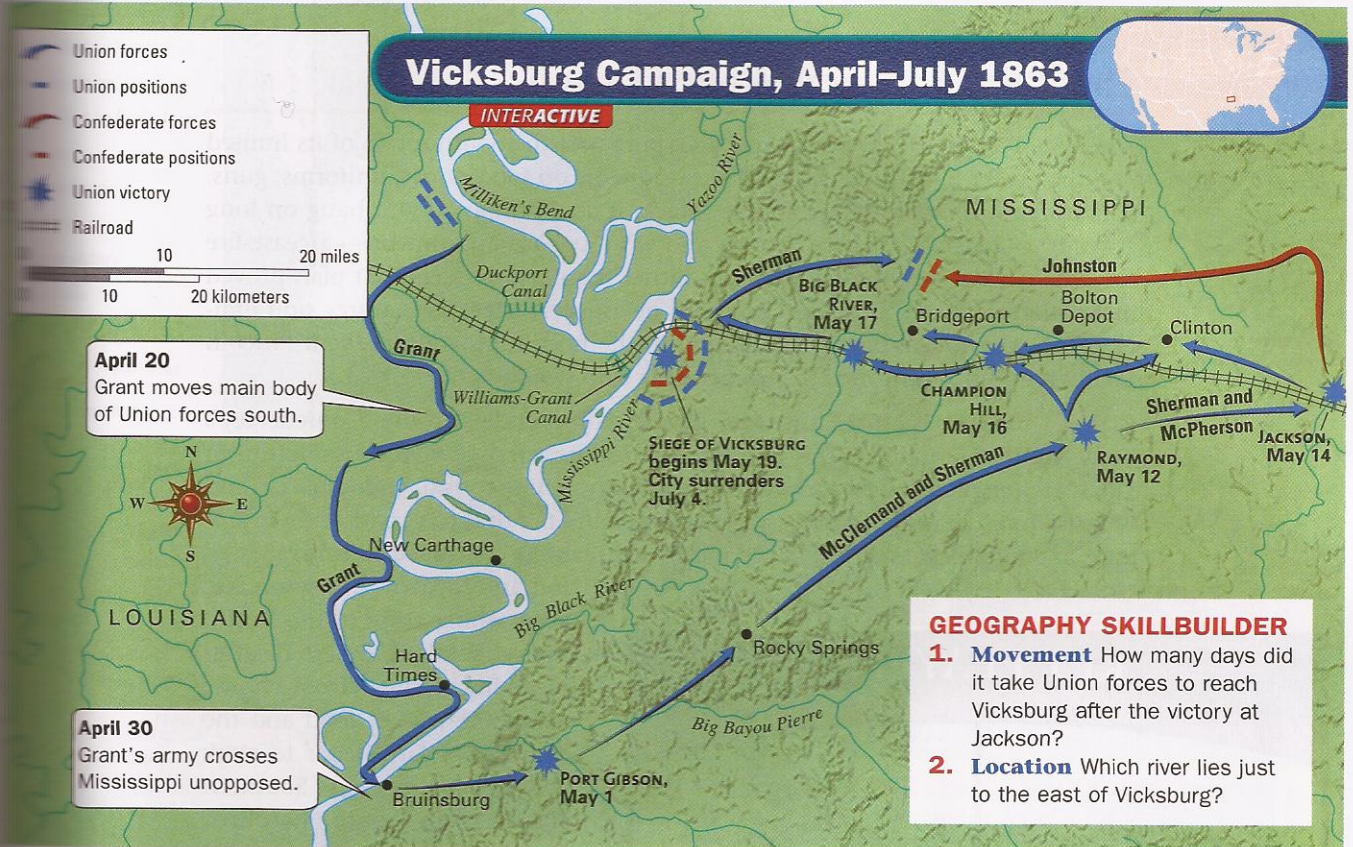 Vicksburg Campaign, April–July 1863
INTERACTIVE
Union forces
Union positions
Confederate forces
Confederate positions
Union victory
Railroad
10
20 miles
10
20 kilometers
Milliken's Bend
Yazoo River
MISSISSIPPI
Duckport
Canal
Sherman
BIG BLACK
RIVER,
May 17
Johnston
Bridgeport
Bolton
Depot
Clinton
April 20
Grant moves main body
of Union forces south.
Grant
Williams-Grant
Canal
Mississippi River
SIEGE OF VICKSBURG
begins May 19.
City surrenders
July 4.
CHAMPION
HILL,
May 16
Sherman and
McPherson
JACKSON,
May 14
RAYMOND,
May 12
McClernand and Sherman
N
W
E
S
New Carthage
Grant
LOUISIANA
Big Black River
Hard
Times
Rocky Springs
Big Bayou Pierre
April 30
Grant's army crosses
Mississippi unopposed.
Bruinsburg
PORT GIBSON,
May 1
GEOGRAPHY SKILLBUILDER
1. Movement How many days did
it take Union forces to reach
Vicksburg after the victory at
Jackson?
2. Location Which river lies just
to the east of Vicksburg?